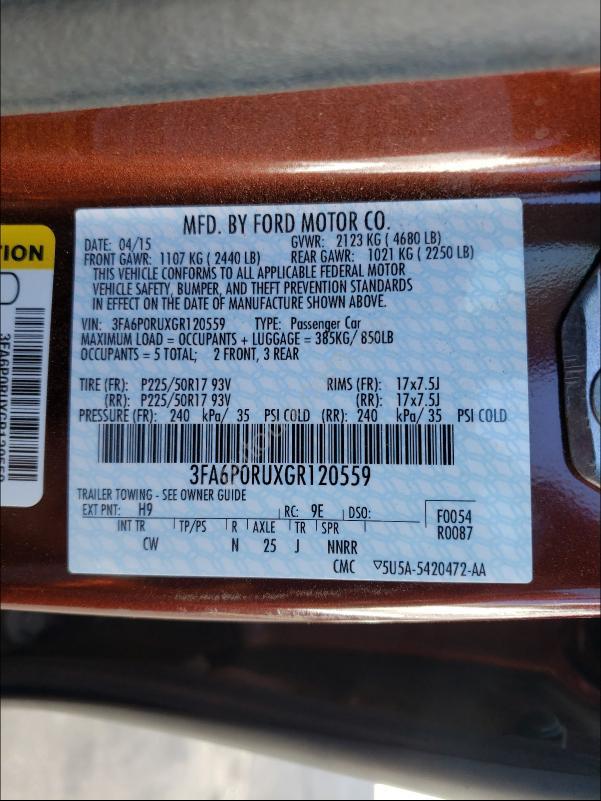 MFD. BY FORD MOTOR CO.
DATE: 04/15 GVWR: 2123 KG ( 4680 LB)
FRONT GAWR: 1107 KG ( 2440 LB) REAR GAWR: 1021 KG ( 2250 LB)
THIS VEHICLE CONFORMS TO ALL APPLICABLE FEDERAL MOTOR
VEHICLE SAFETY, BUMPER, AND THEFT PREVENTION STANDARDS
IN EFFECT ON THE DATE OF MANUFACTURE SHOWN ABOVE.
VIN: 3FA6P0RUXGR120559 TYPE: Passenger Car
MAXIMUM LOAD = OCCUPANTS + LUGGAGE = 385KG/ 850LB
OCCUPANTS = 5 TOTAL; 2 FRONT, 3 REAR
TIRE (FR): P225/50R17 93V RIMS (FR): 17x7.5J
(RR): P225/50R17 93V (RR): 17x7.5J
PRESSURE (FR): 240 kPa/ 35 PSI COLD (RR): 240 kPa/ 35 PSI COLD
3FA6P0RUXGR120559
TRAILER TOWING - SEE OWNER GUIDE
EXT PNT: H9 RC: 9E DSO: F0054
INT TR TP/PS R AXLE TR SPR R0087
CW N 25 J NNRR
CMC ▽5U5A-5420472-AA
3FA6P0RUXGR120559